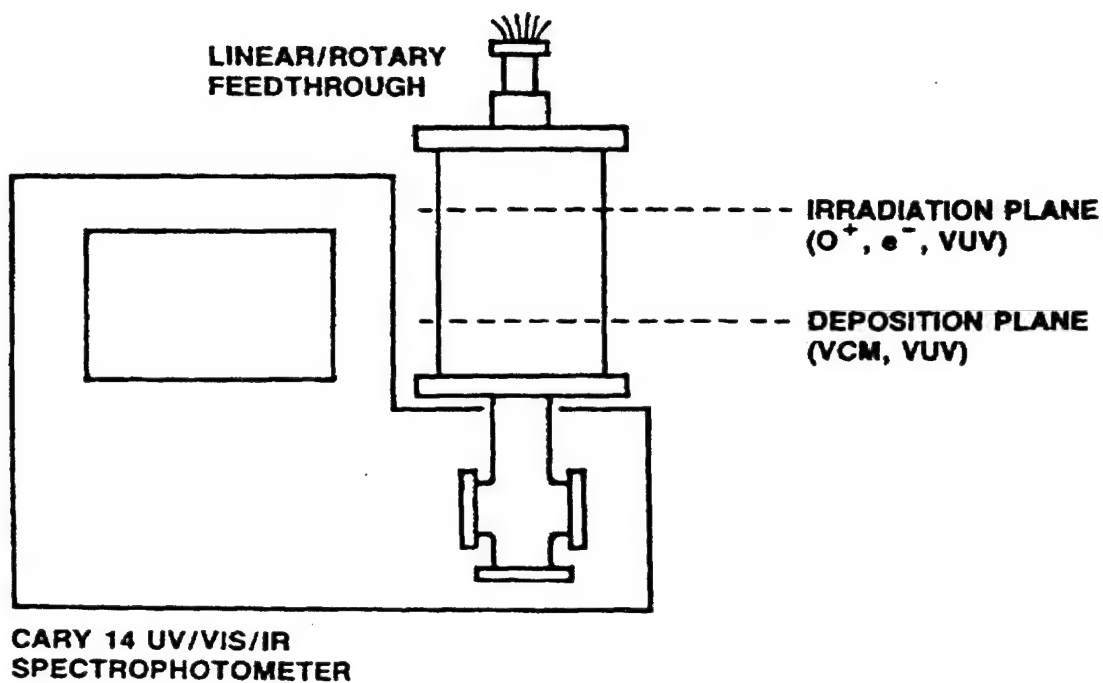 LINEAR/ROTARY
FEEDTHROUGH
IRRADIATION PLANE
(O⁺, e⁻, VUV)
DEPOSITION PLANE
(VCM, VUV)
CARY 14 UV/VIS/IR
SPECTROPHOTOMETER